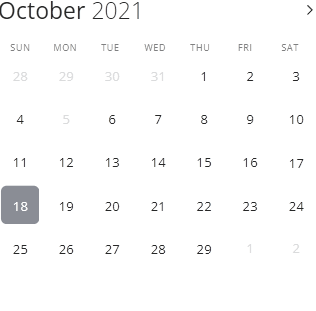 October 2021
SUN MON TUE WED THU FRI SAT
28 29 30 31 1 2 3
4 5 6 7 8 9 10
11 12 13 14 15 16 17
18 19 20 21 22 23 24
25 26 27 28 29 1 2